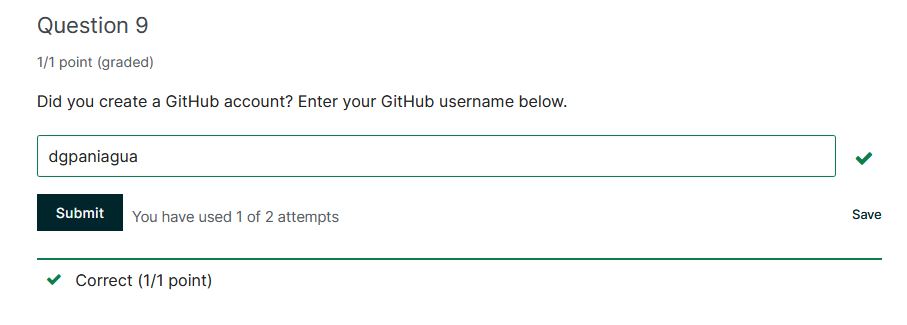 Question 9
1/1 point (graded)
Did you create a GitHub account? Enter your GitHub username below.
dgpaniagua
Submit You have used 1 of 2 attempts Save
Correct (1/1 point)